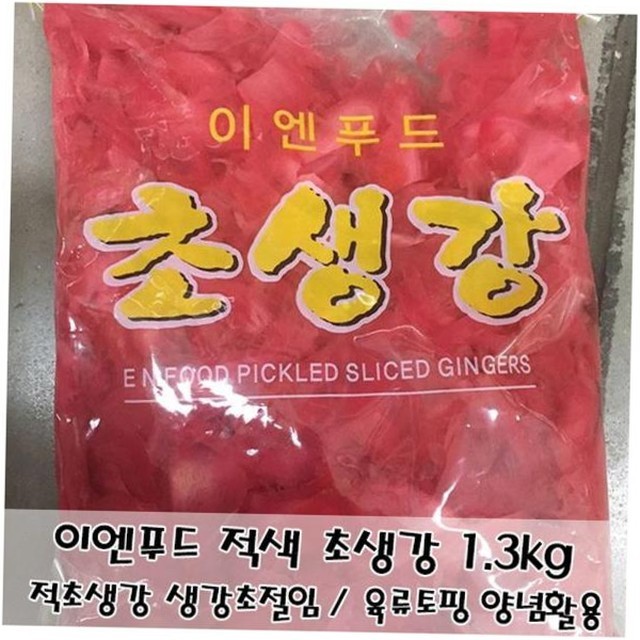 이엔푸드
초생강
EN FOOD PICKLED SLICED GINGERS
이엔푸드 적색 초생강 1.3kg
적초생강 생강초절임 / 육류토핑 양념활용